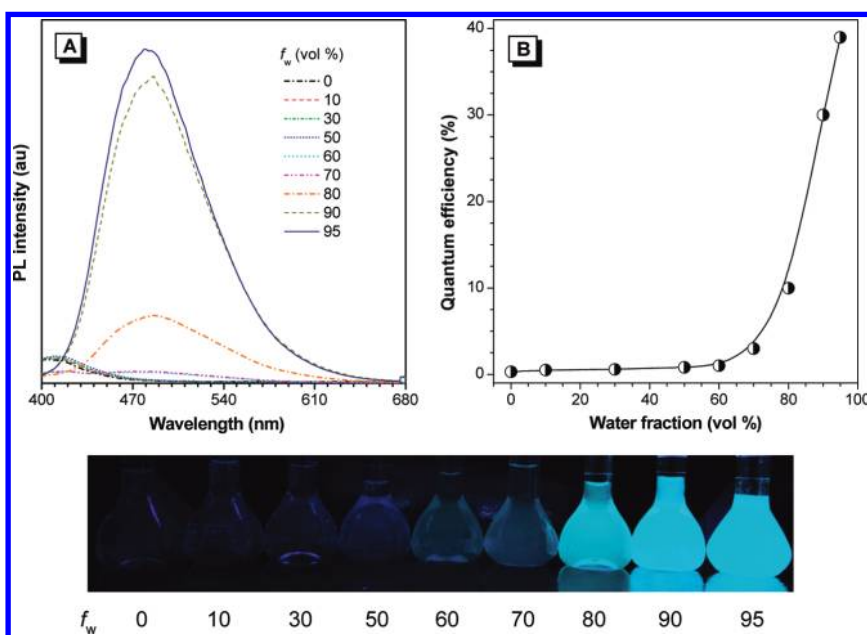 A
f_w (vol %)
0
10
30
50
60
70
80
90
95
PL intensity (au)
400 470 540 610 680
Wavelength (nm)
B
40
30
20
10
0
Quantum efficiency (%)
0 20 40 60 80 100
Water fraction (vol %)
f_w 0 10 30 50 60 70 80 90 95